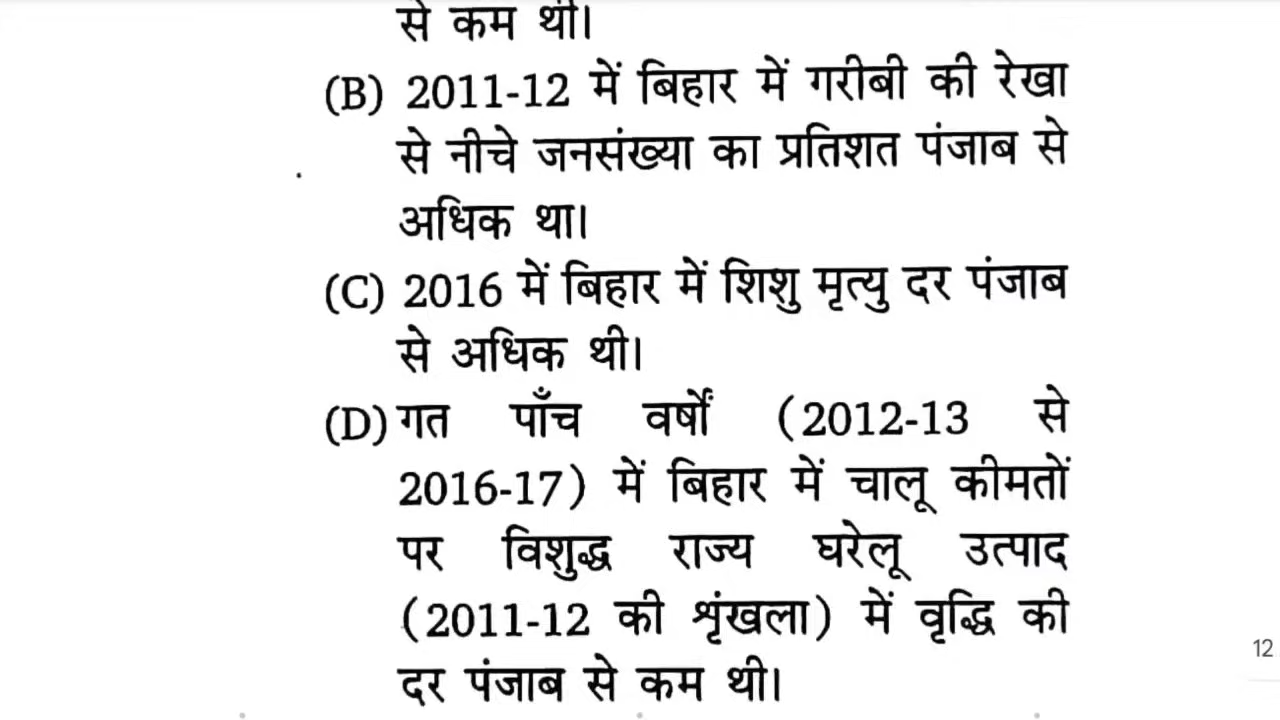 से कम थी।
(B) 2011-12 में बिहार में गरीबी की रेखा
से नीचे जनसंख्या का प्रतिशत पंजाब से
अधिक था।
(C) 2016 में बिहार में शिशु मृत्यु दर पंजाब
से अधिक थी।
(D) गत पाँच वर्षों (2012-13 से
2016-17) में बिहार में चालू कीमतों
पर विशुद्ध राज्य घरेलू उत्पाद
(2011-12 की शृंखला) में वृद्धि की
दर पंजाब से कम थी।
12